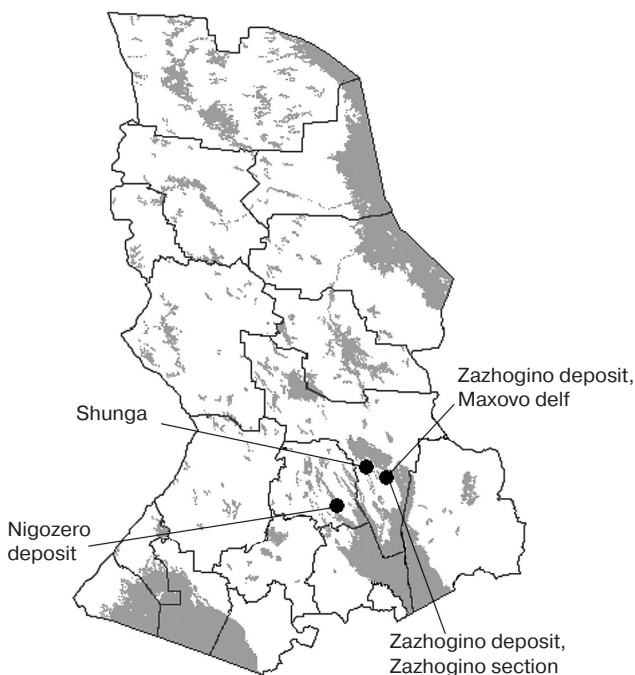 Zazhogino deposit,
Maxovo delf
Shunga
Nigozero
deposit
Zazhogino deposit,
Zazhogino section